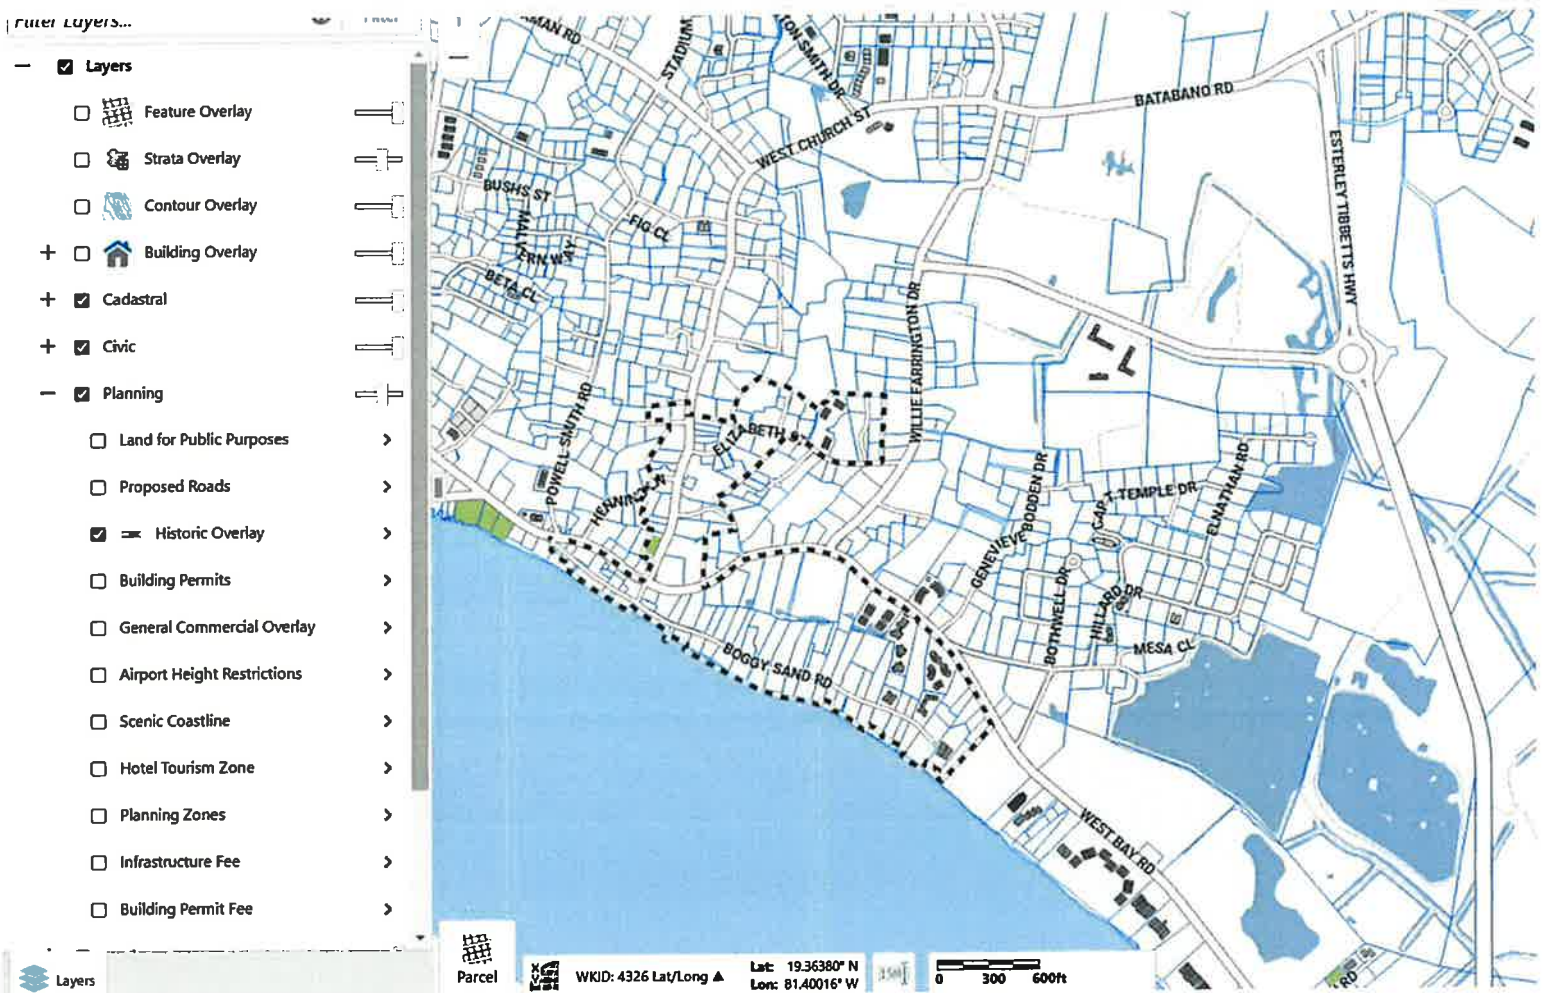 Filter Layers...
Filter
Layers
Feature Overlay
Strata Overlay
Contour Overlay
Building Overlay
Cadastral
Civic
Planning
Land for Public Purposes
Proposed Roads
Historic Overlay
Building Permits
General Commercial Overlay
Airport Height Restrictions
Scenic Coastline
Hotel Tourism Zone
Planning Zones
Infrastructure Fee
Building Permit Fee
Layers
STADIUM
BATABANO RD
WEST CHURCH ST
ESTERLEY TIBBETTS HWY
BUSHS ST
MALVERN WAY
FIG CL
BETA CL
WILLIE FARRINGTON DR
POWELL SMITH RD
ELIZABETH S
GENEVIEVE BODDEN DR
CAPT TEMPLE DR
ELNATHAN RD
BOTHWELL DR
HILLARD DR
MESA CL
BOGGY SAND RD
WEST BAY RD
RD
Parcel
WKID: 4326 Lat/Long ▲
Lat: 19.36380° N
Lon: 81.40016° W
0 300 600ft